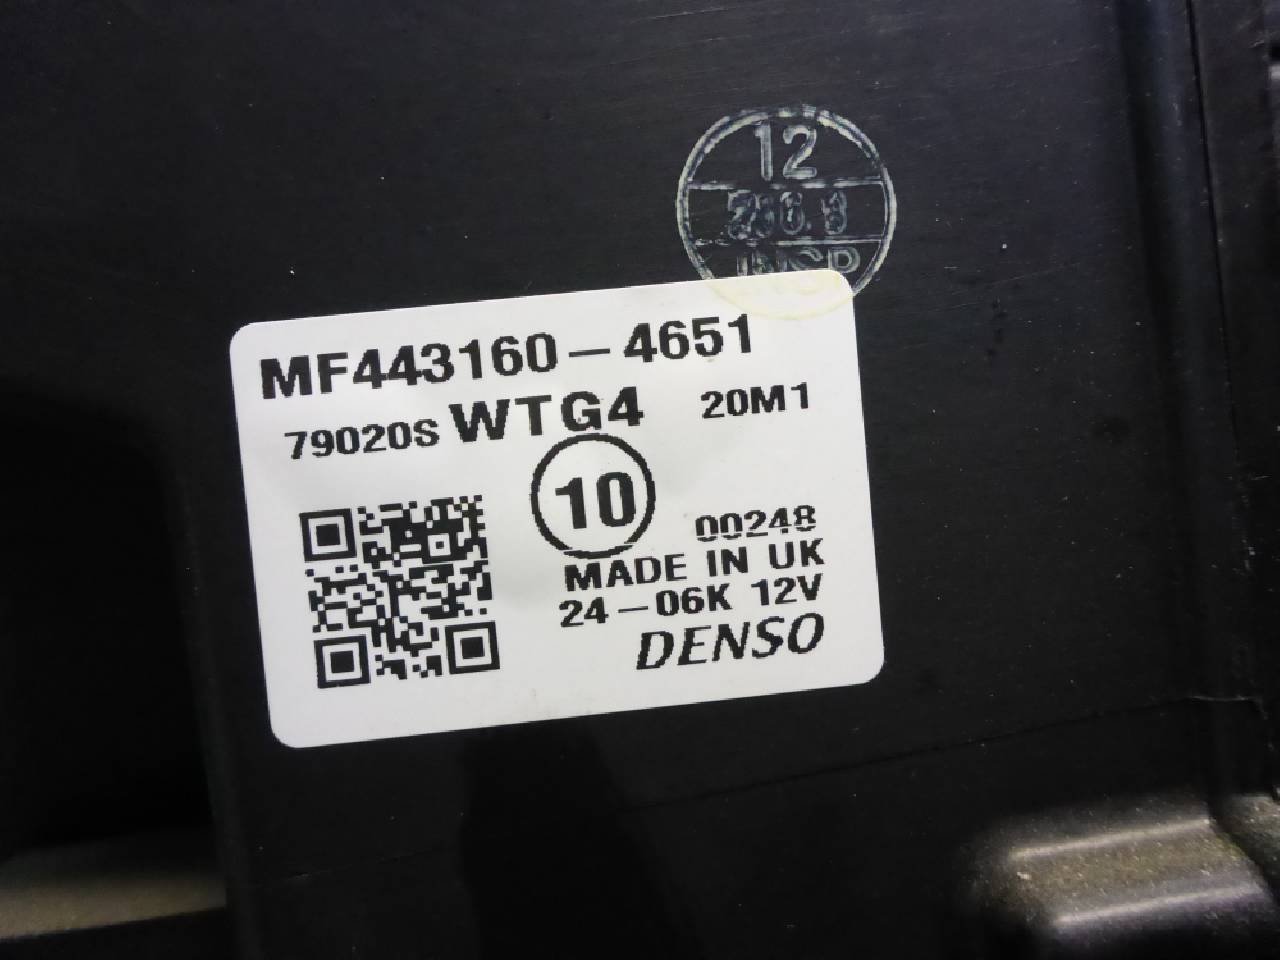 12
MF443160-4651
79020S WTG4 20M1
10
00248
MADE IN UK
24-06K 12V
DENSO